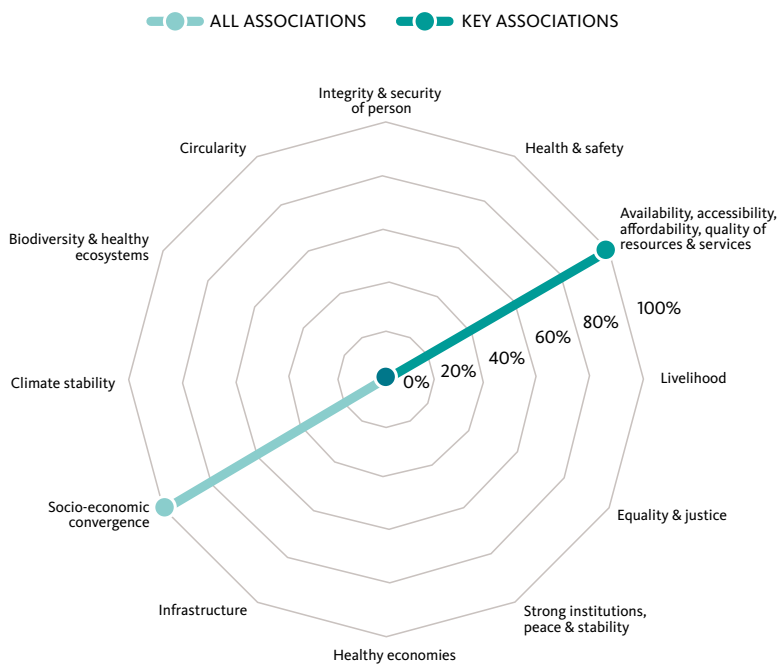 ALL ASSOCIATIONS
KEY ASSOCIATIONS
Integrity & security
of person
Circularity
Health & safety
Availability, accessibility,
affordability, quality of
resources & services
Biodiversity & healthy
ecosystems
100%
80%
60%
40%
20%
0%
Climate stability
Livelihood
Socio-economic
convergence
Equality & justice
Infrastructure
Strong institutions,
peace & stability
Healthy economies